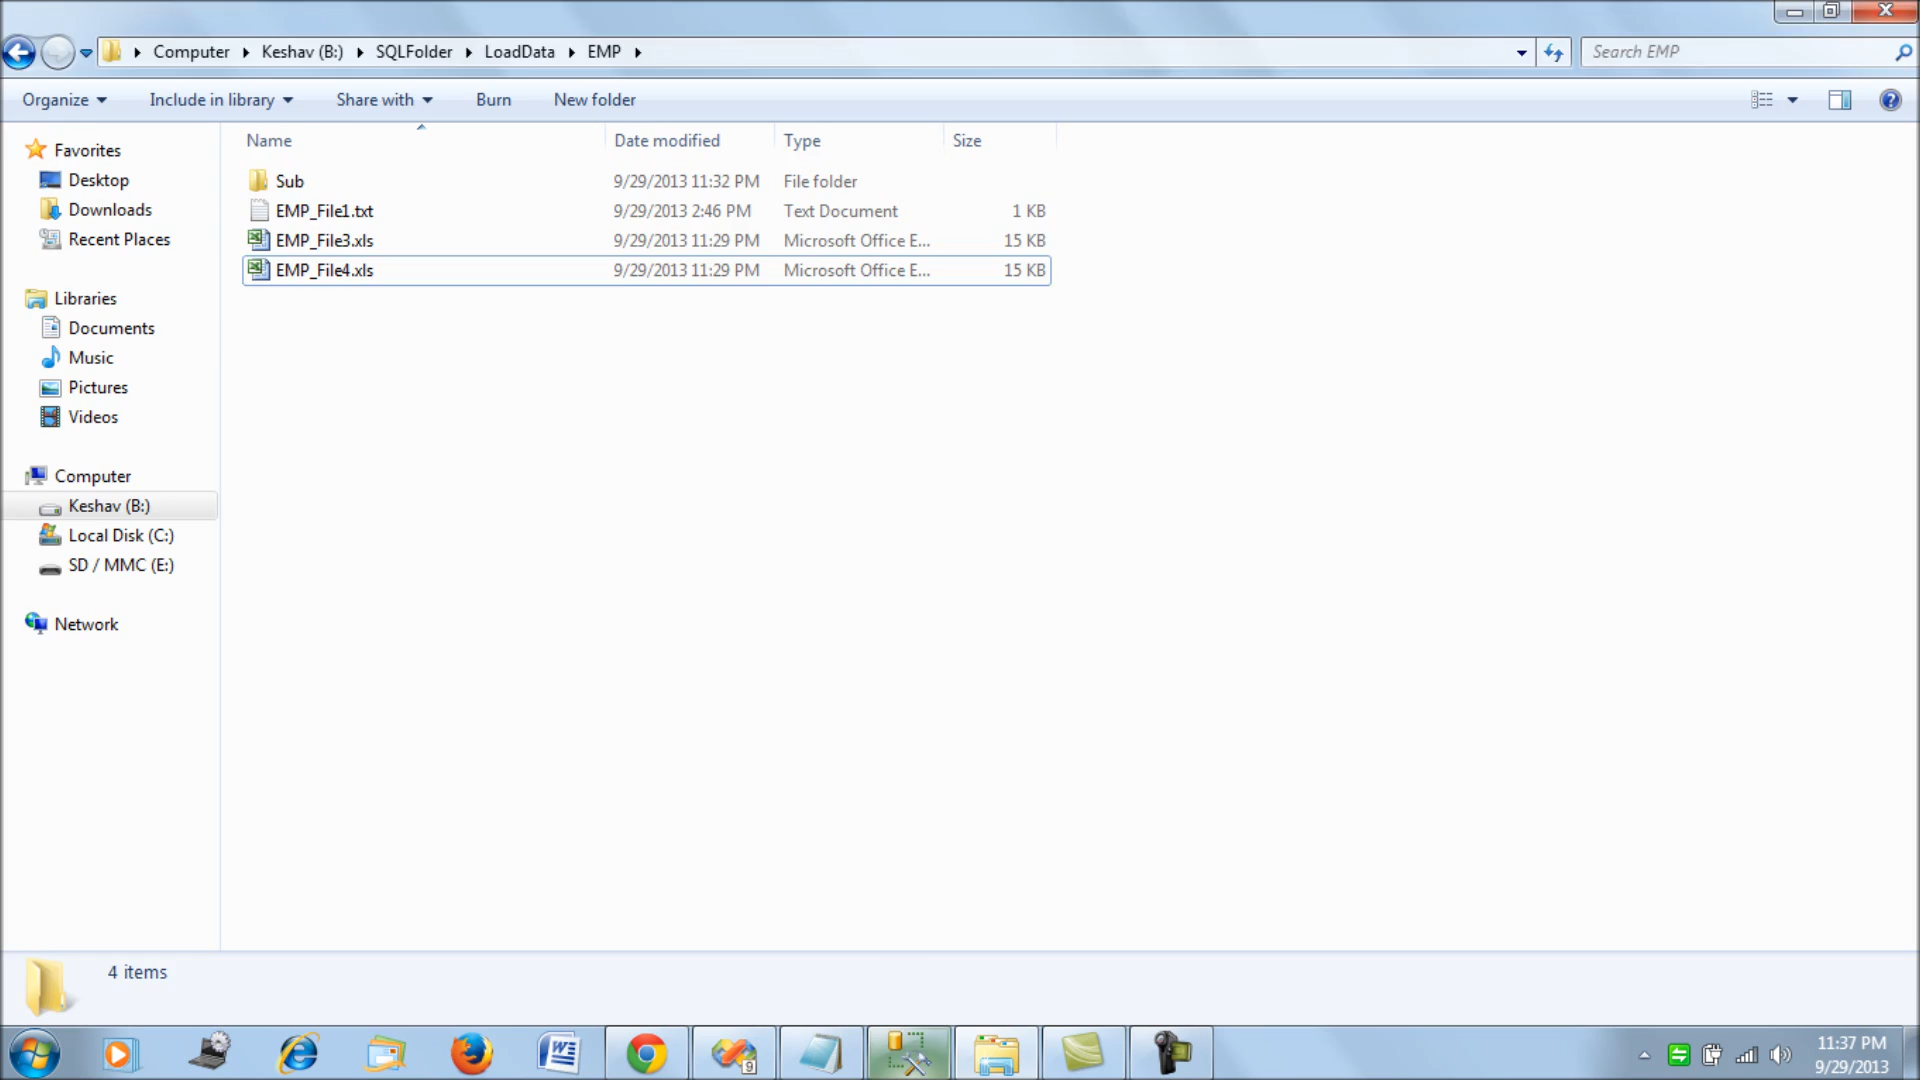 Computer Keshav (B:) SQLFolder LoadData EMP
Search EMP
Organize Include in library Share with Burn New folder
Name Date modified Type Size
Favorites
Desktop
Downloads
Recent Places
Libraries
Documents
Music
Pictures
Videos
Computer
Keshav (B:)
Local Disk (C:)
SD / MMC (E:)
Network
Sub 9/29/2013 11:32 PM File folder
EMP_File1.txt 9/29/2013 2:46 PM Text Document 1 KB
EMP_File3.xls 9/29/2013 11:29 PM Microsoft Office E... 15 KB
EMP_File4.xls 9/29/2013 11:29 PM Microsoft Office E... 15 KB
4 items
9
11:37 PM
9/29/2013